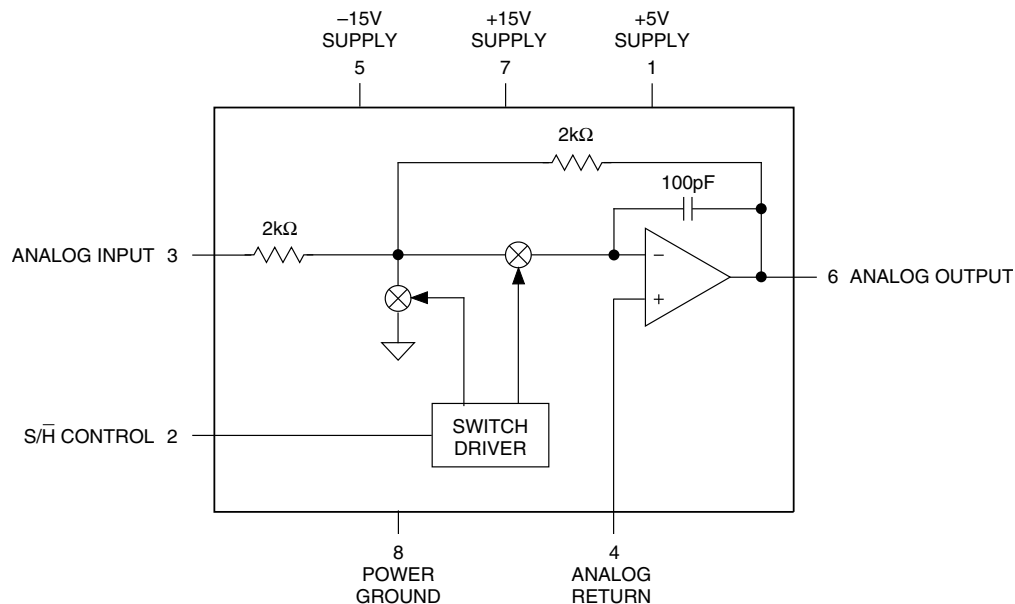 –15V
SUPPLY
5
+15V
SUPPLY
7
+5V
SUPPLY
1
2kΩ
100pF
2kΩ
ANALOG INPUT 3
−
+
6 ANALOG OUTPUT
S/H̅ CONTROL 2
SWITCH
DRIVER
8
POWER
GROUND
4
ANALOG
RETURN